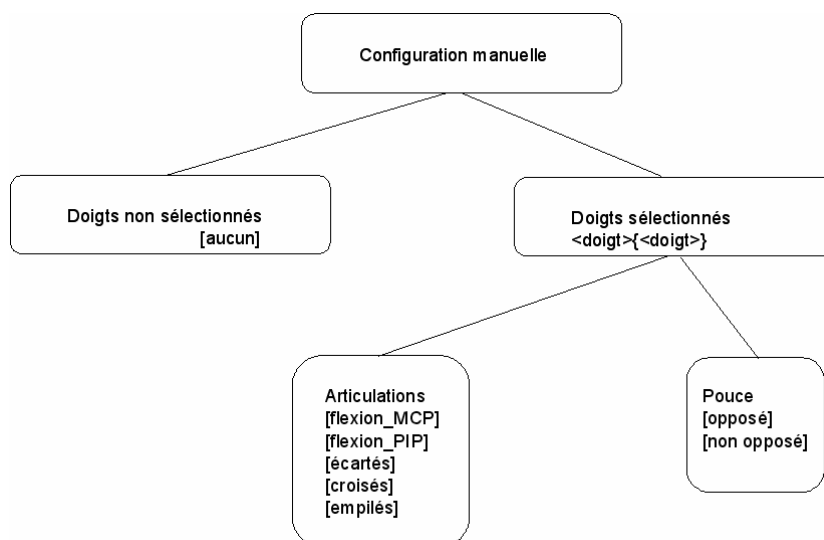 Configuration manuelle
Doigts non sélectionnés
[aucun]
Doigts sélectionnés
<doigt>{<doigt>}
Articulations
[flexion_MCP]
[flexion_PIP]
[écartés]
[croisés]
[empilés]
Pouce
[opposé]
[non opposé]